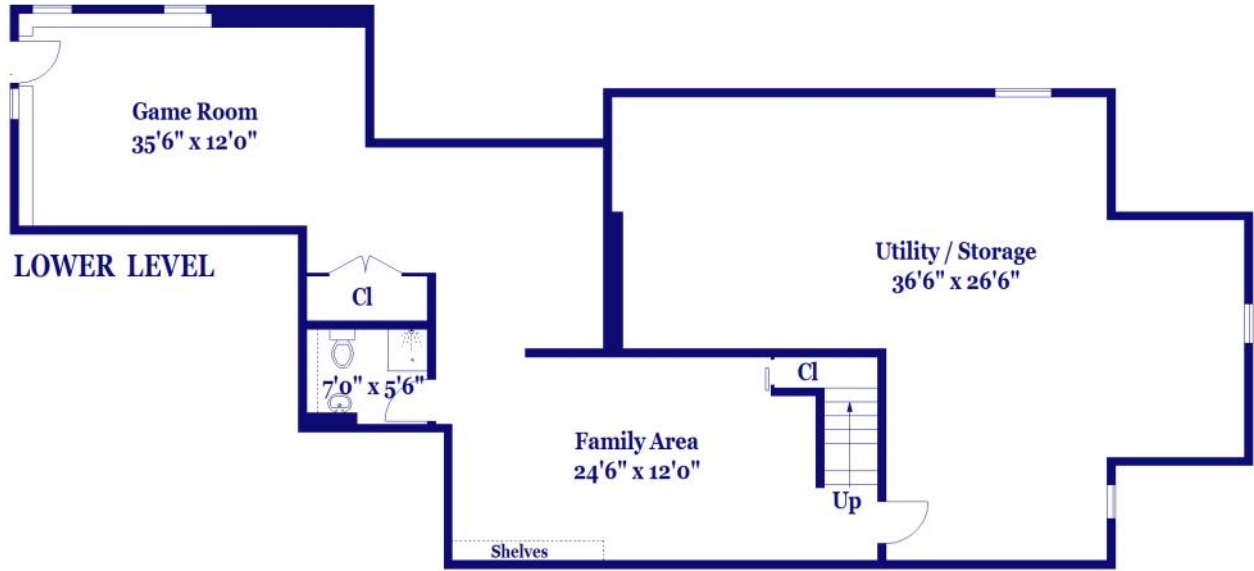 Game Room
35'6" x 12'0"
LOWER LEVEL
Utility / Storage
36'6" x 26'6"
Cl
7'0" x 5'6"
Cl
Family Area
24'6" x 12'0"
Up
Shelves